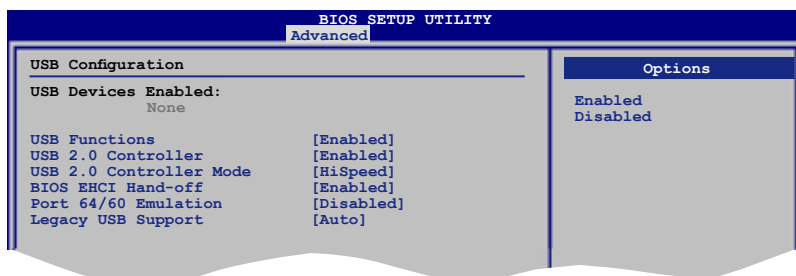 BIOS SETUP UTILITY
Advanced
USB Configuration
USB Devices Enabled:
None
USB Functions [Enabled]
USB 2.0 Controller [Enabled]
USB 2.0 Controller Mode [HiSpeed]
BIOS EHCI Hand-off [Enabled]
Port 64/60 Emulation [Disabled]
Legacy USB Support [Auto]
Options
Enabled
Disabled